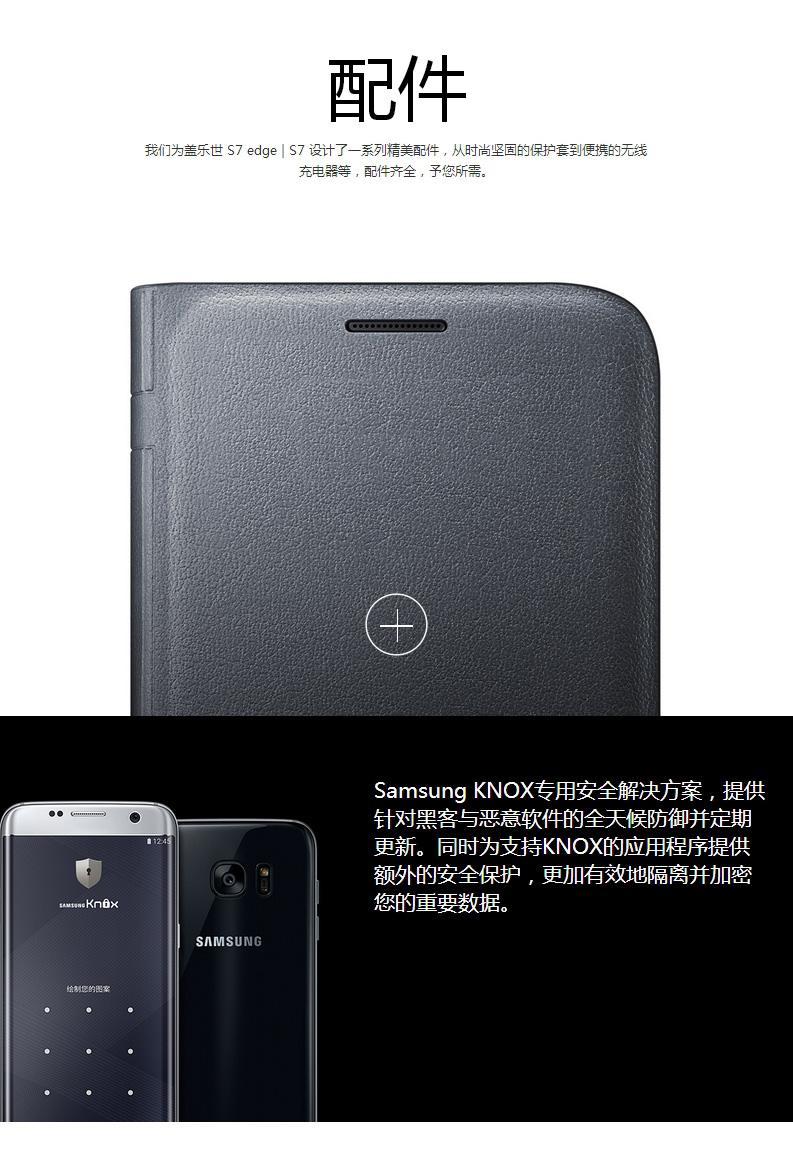 配件
我们为盖乐世 S7 edge | S7 设计了一系列精美配件，从时尚坚固的保护套到便携的无线
充电器等，配件齐全，予您所需。
Samsung KNOX专用安全解决方案，提供
针对黑客与恶意软件的全天候防御并定期
更新。同时为支持KNOX的应用程序提供
额外的安全保护，更加有效地隔离并加密
您的重要数据。
12:45
SAMSUNG Knox
SAMSUNG
绘制您的图案